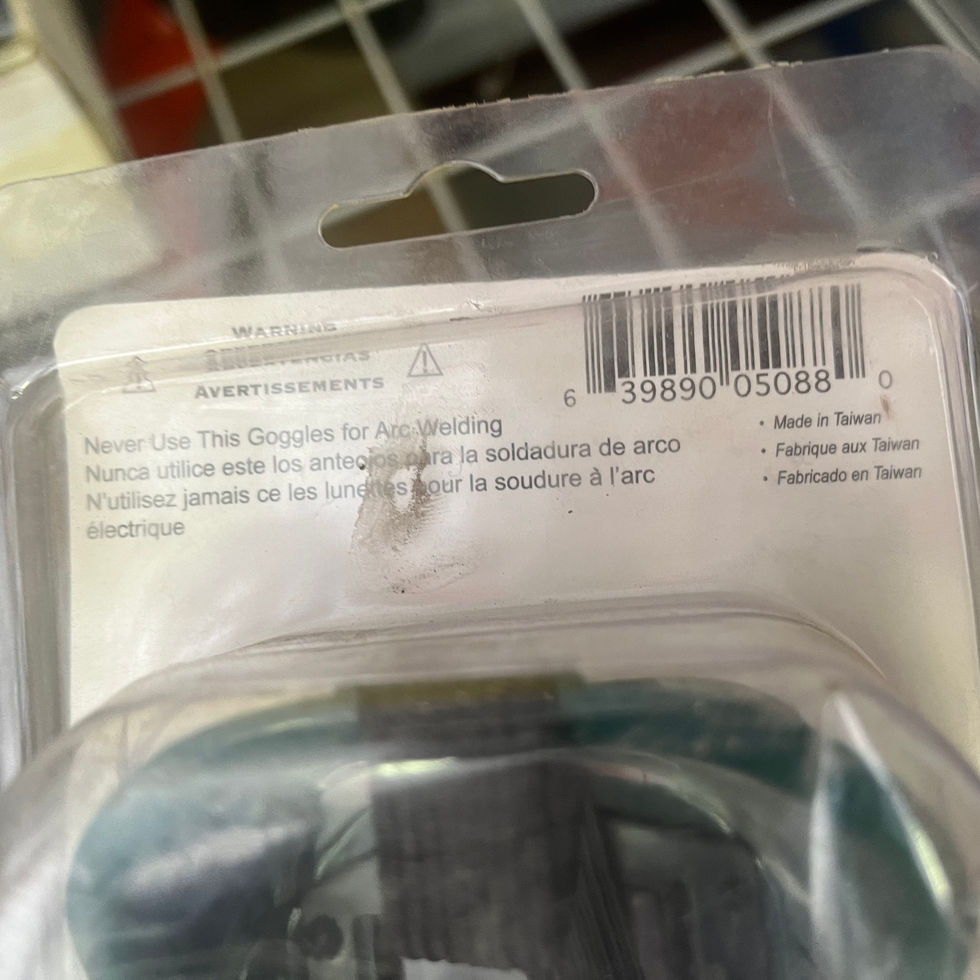 WARNING
ADVERTENCIAS
AVERTISSEMENTS
Never Use This Goggles for Arc Welding
Nunca utilice este los anteojos para la soldadura de arco
N'utilisez jamais ce les lunettes pour la soudure à l'arc
électrique
6 39890 05088 0
• Made in Taiwan
• Fabrique aux Taiwan
• Fabricado en Taiwan